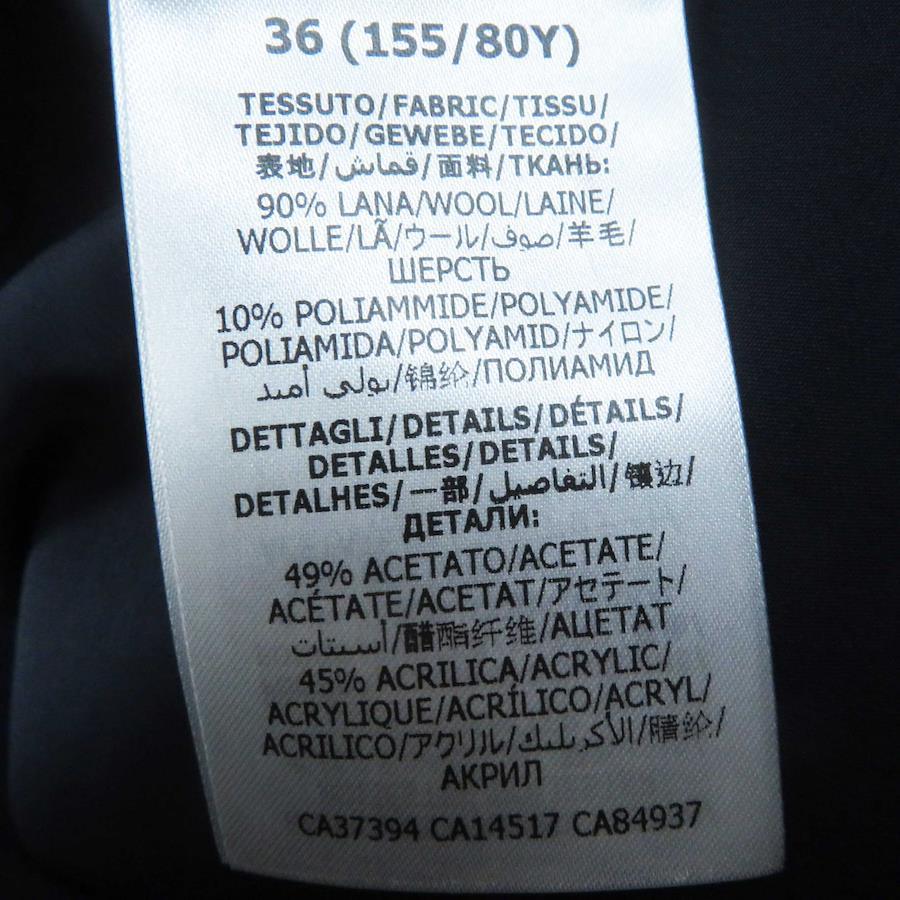 36 (155/80Y)
TESSUTO/FABRIC/TISSU/
TEJIDO/GEWEBE/TECIDO/
表地/قماش/面料/ТКАНЬ:
90% LANA/WOOL/LAINE/
WOLLE/LÃ/ウール/صوف/羊毛/
ШЕРСТЬ
10% POLIAMMIDE/POLYAMIDE/
POLIAMIDA/POLYAMID/ナイロン/
بولي أميد/锦纶/ПОЛИАМИД
DETTAGLI/DETAILS/DÉTAILS/
DETALLES/DETAILS/
DETALHES/一部/التفاصيل/镶边/
ДЕТАЛИ:
49% ACETATO/ACETATE/
ACÉTATE/ACETAT/アセテート/
أسيتات/醋酯纤维/АЦЕТАТ
45% ACRILICA/ACRYLIC/
ACRYLIQUE/ACRÍLICO/ACRYL/
ACRILICO/アクリル/الأكريليك/腈纶/
АКРИЛ
CA37394 CA14517 CA84937